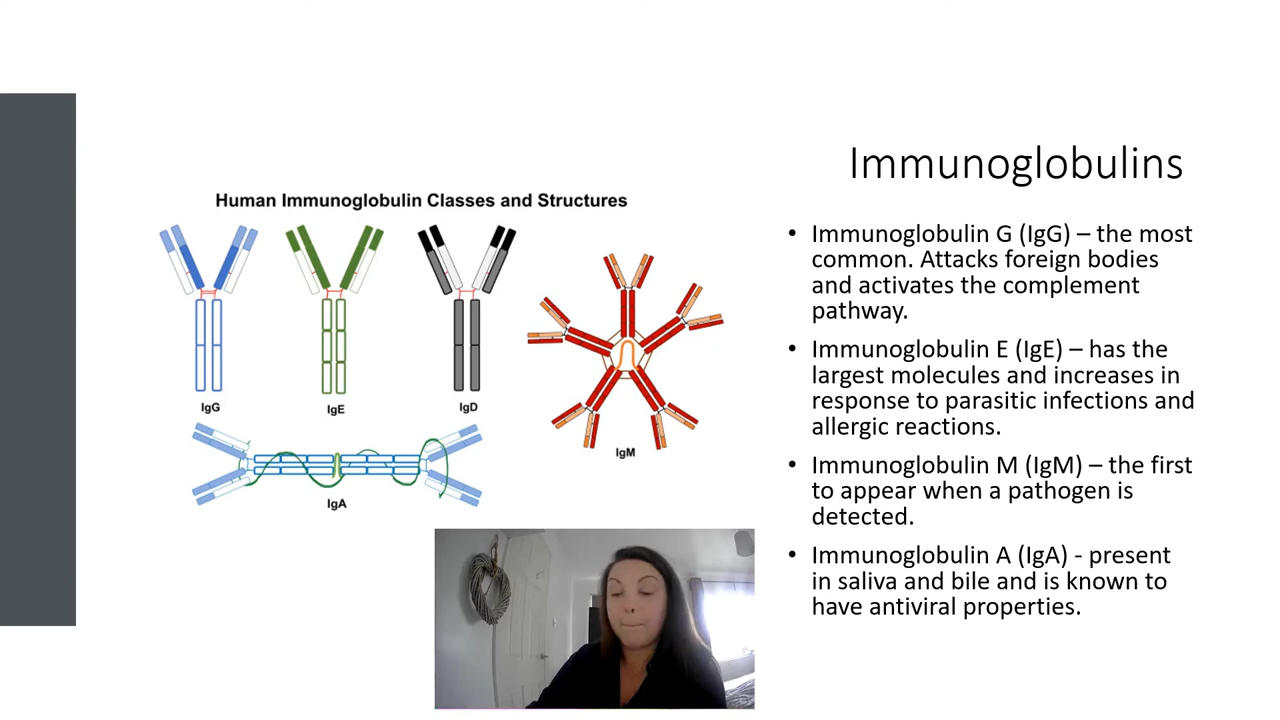 Immunoglobulins
Human Immunoglobulin Classes and Structures
IgG
IgE
IgD
IgM
IgA
• Immunoglobulin G (IgG) – the most
common. Attacks foreign bodies
and activates the complement
pathway.
• Immunoglobulin E (IgE) – has the
largest molecules and increases in
response to parasitic infections and
allergic reactions.
• Immunoglobulin M (IgM) – the first
to appear when a pathogen is
detected.
• Immunoglobulin A (IgA) - present
in saliva and bile and is known to
have antiviral properties.